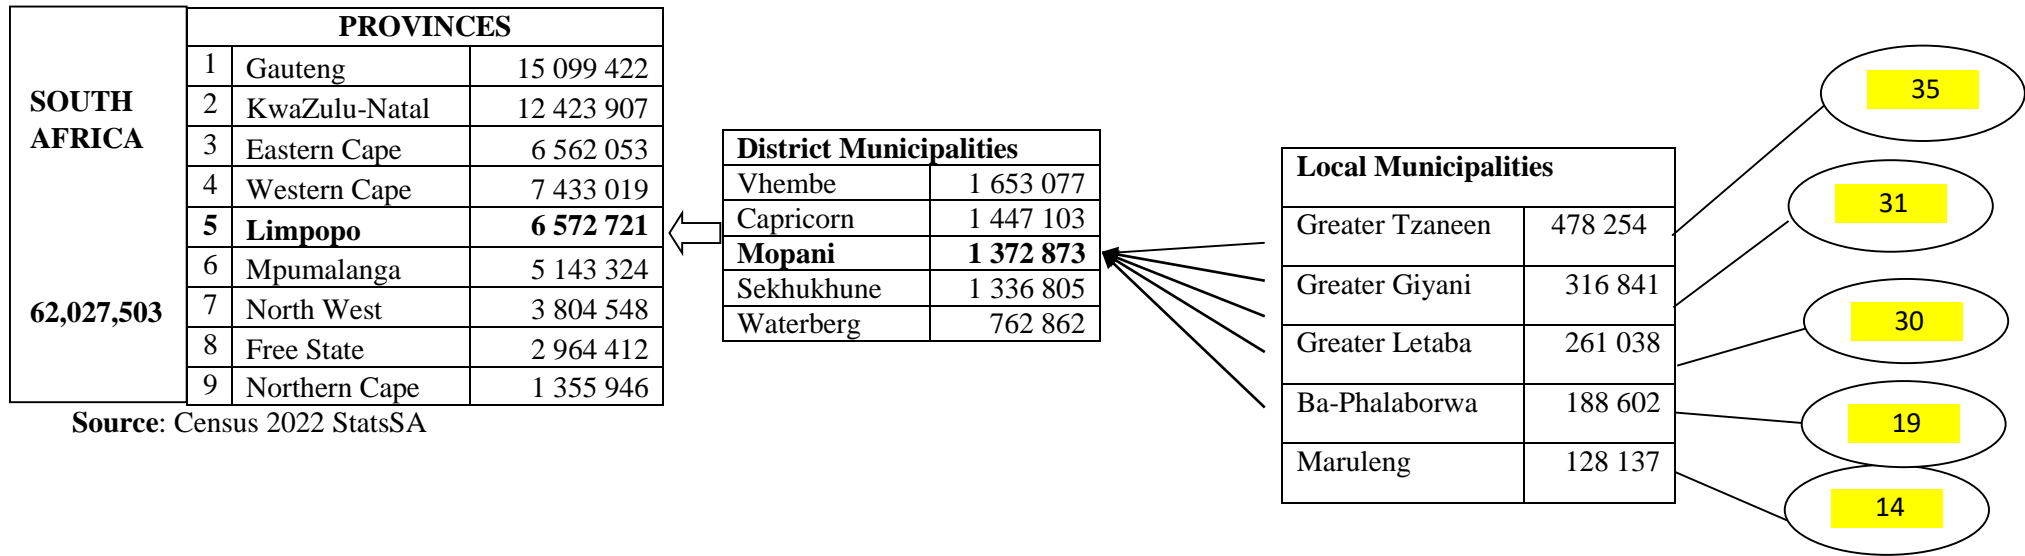 SOUTH
AFRICA
62,027,503
PROVINCES
1 Gauteng 15 099 422
2 KwaZulu-Natal 12 423 907
3 Eastern Cape 6 562 053
4 Western Cape 7 433 019
5 Limpopo 6 572 721
6 Mpumalanga 5 143 324
7 North West 3 804 548
8 Free State 2 964 412
9 Northern Cape 1 355 946
Source: Census 2022 StatsSA
District Municipalities
Vhembe 1 653 077
Capricorn 1 447 103
Mopani 1 372 873
Sekhukhune 1 336 805
Waterberg 762 862
Local Municipalities
Greater Tzaneen 478 254
Greater Giyani 316 841
Greater Letaba 261 038
Ba-Phalaborwa 188 602
Maruleng 128 137
35
31
30
19
14